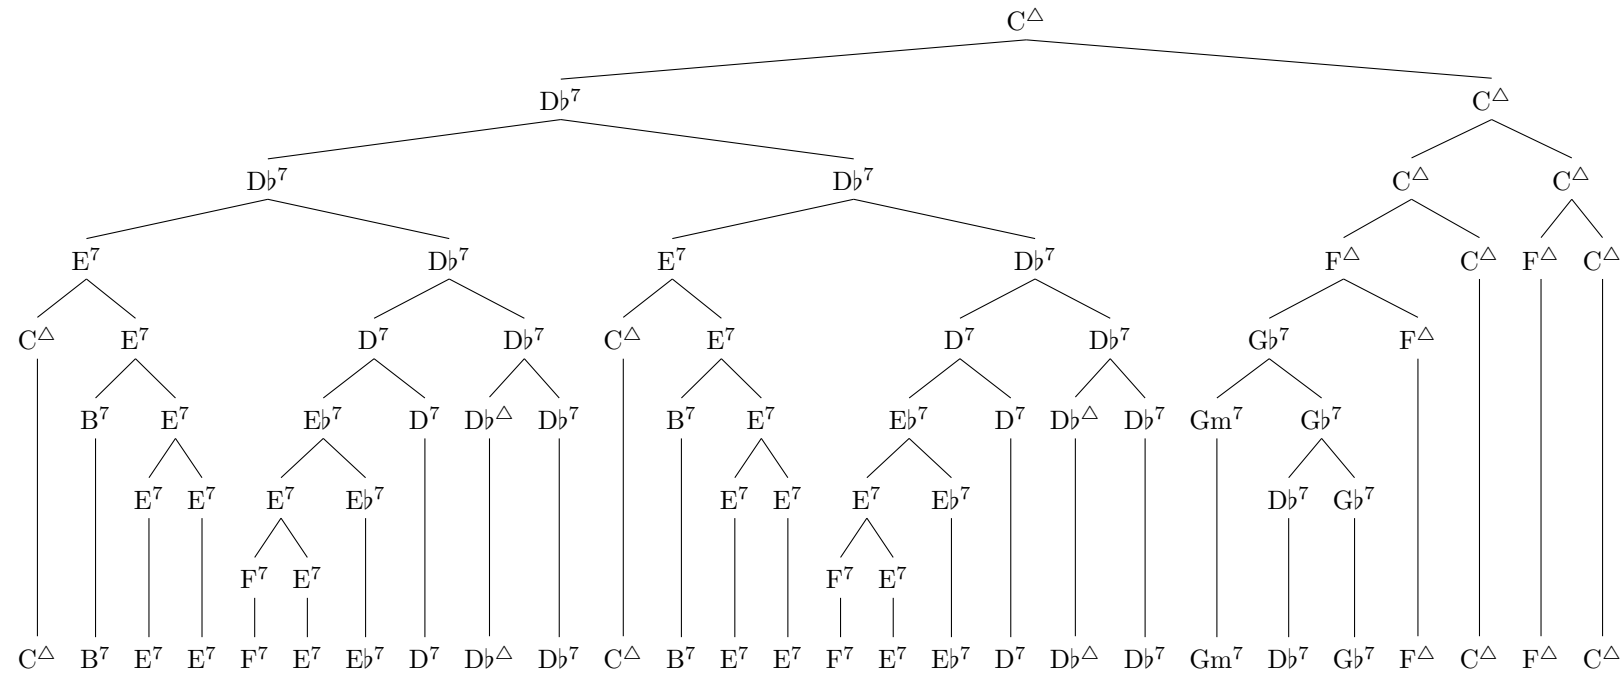 C△
D♭7 C△
D♭7 D♭7 C△ C△
E7 D♭7 E7 D♭7 F△ C△ F△ C△
C△ E7 D7 D♭7 C△ E7 D7 D♭7 G♭7 F△
B7 E7 E♭7 D7 D♭△ D♭7 B7 E7 E♭7 D7 D♭△ D♭7 Gm7 G♭7
E7 E7 E7 E♭7 E7 E7 E7 E♭7 D♭7 G♭7
F7 E7 F7 E7
C△ B7 E7 E7 F7 E7 E♭7 D7 D♭△ D♭7 C△ B7 E7 E7 F7 E7 E♭7 D7 D♭△ D♭7 Gm7 D♭7 G♭7 F△ C△ F△ C△